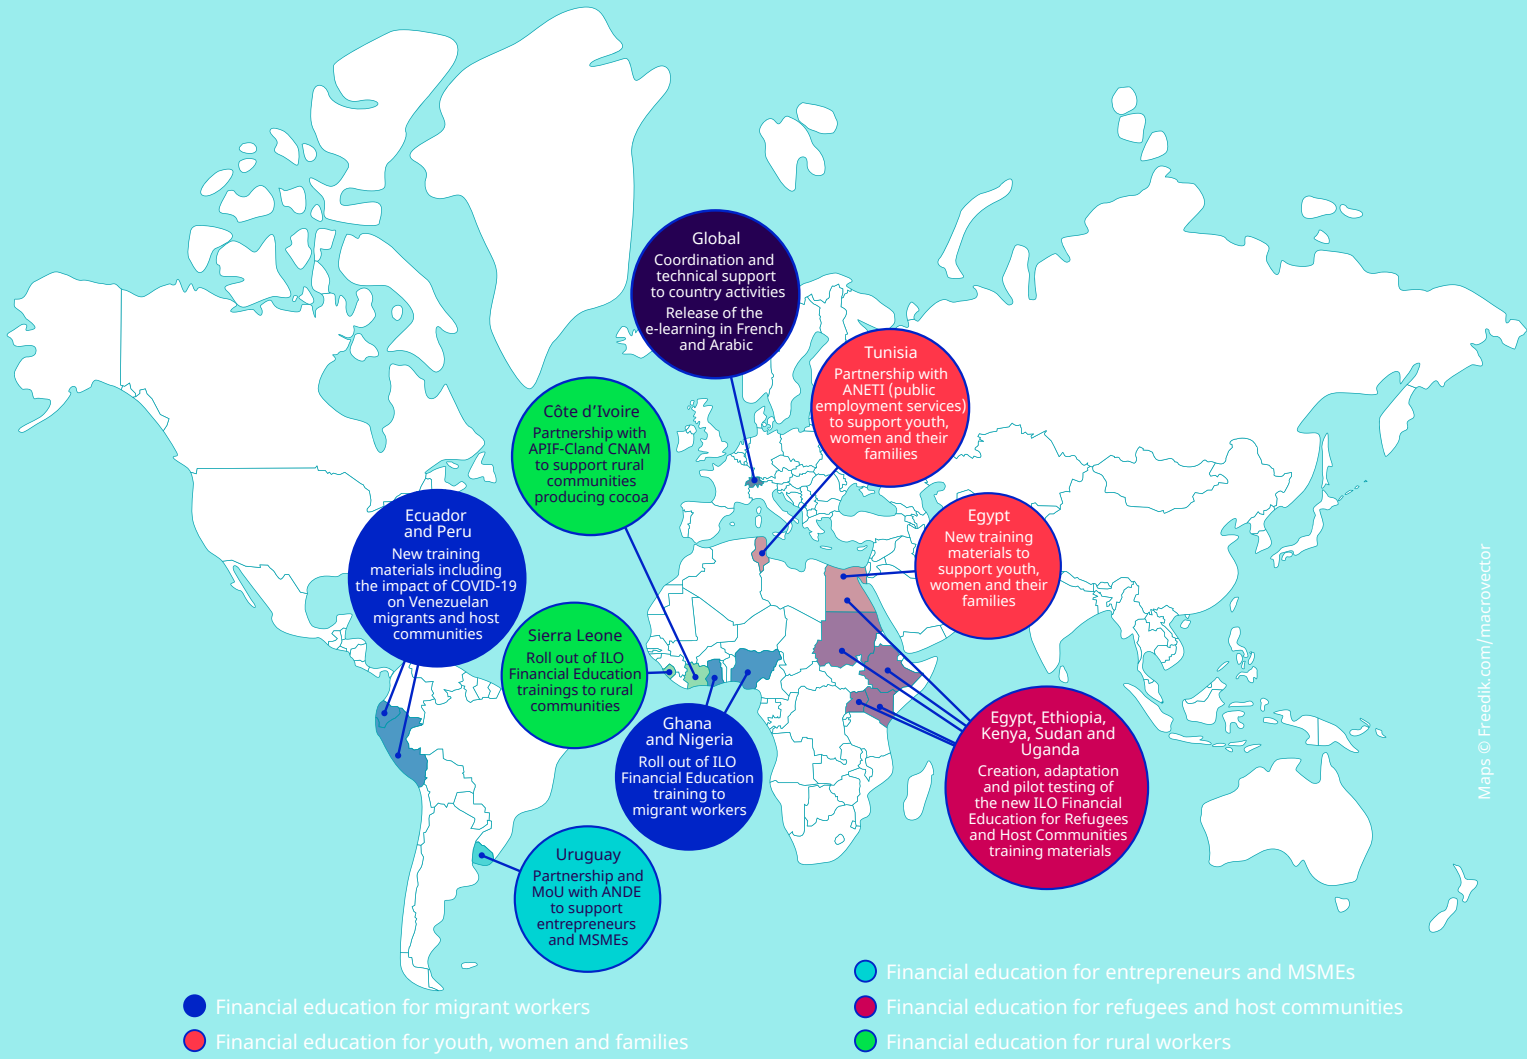 Global
Coordination and
technical support
to country activities
Release of the
e-learning in French
and Arabic
Tunisia
Partnership with
ANETI (public
employment services)
to support youth,
women and their
families
Côte d’Ivoire
Partnership with
APIF-CIand CNAM
to support rural
communities
producing cocoa
Ecuador
and Peru
New training
materials including
the impact of COVID-19
on Venezuelan
migrants and host
communities
Egypt
New training
materials to
support youth,
women and their
families
Sierra Leone
Roll out of ILO
Financial Education
trainings to rural
communities
Ghana
and Nigeria
Roll out of ILO
Financial Education
training to
migrant workers
Egypt, Ethiopia,
Kenya, Sudan and
Uganda
Creation, adaptation
and pilot testing of
the new ILO Financial
Education for Refugees
and Host Communities
training materials
Uruguay
Partnership and
MoU with ANDE
to support
entrepreneurs
and MSMEs
Maps © Freedik.com/macrovector
Financial education for migrant workers
Financial education for youth, women and families
Financial education for entrepreneurs and MSMEs
Financial education for refugees and host communities
Financial education for rural workers